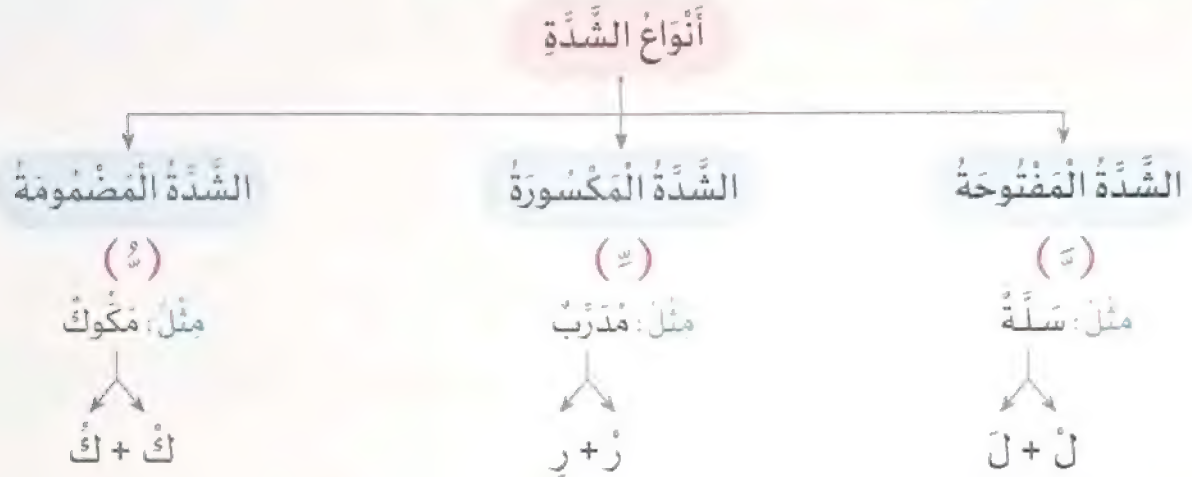 أَنْوَاعُ الشَّدَّةِ
الشَّدَّةُ الْمَفْتُوحَةُ
الشَّدَّةُ الْمَكْسُورَةُ
الشَّدَّةُ الْمَضْمُومَةُ
(ـَّ)
(ـِّ)
(ـُّ)
مِثْلُ: سَلَّةٌ
مِثْلُ: مُدَرِّبٌ
مِثْلُ: مَكُّوكٌ
لْ + لَ
رْ + رِ
كْ + كُ